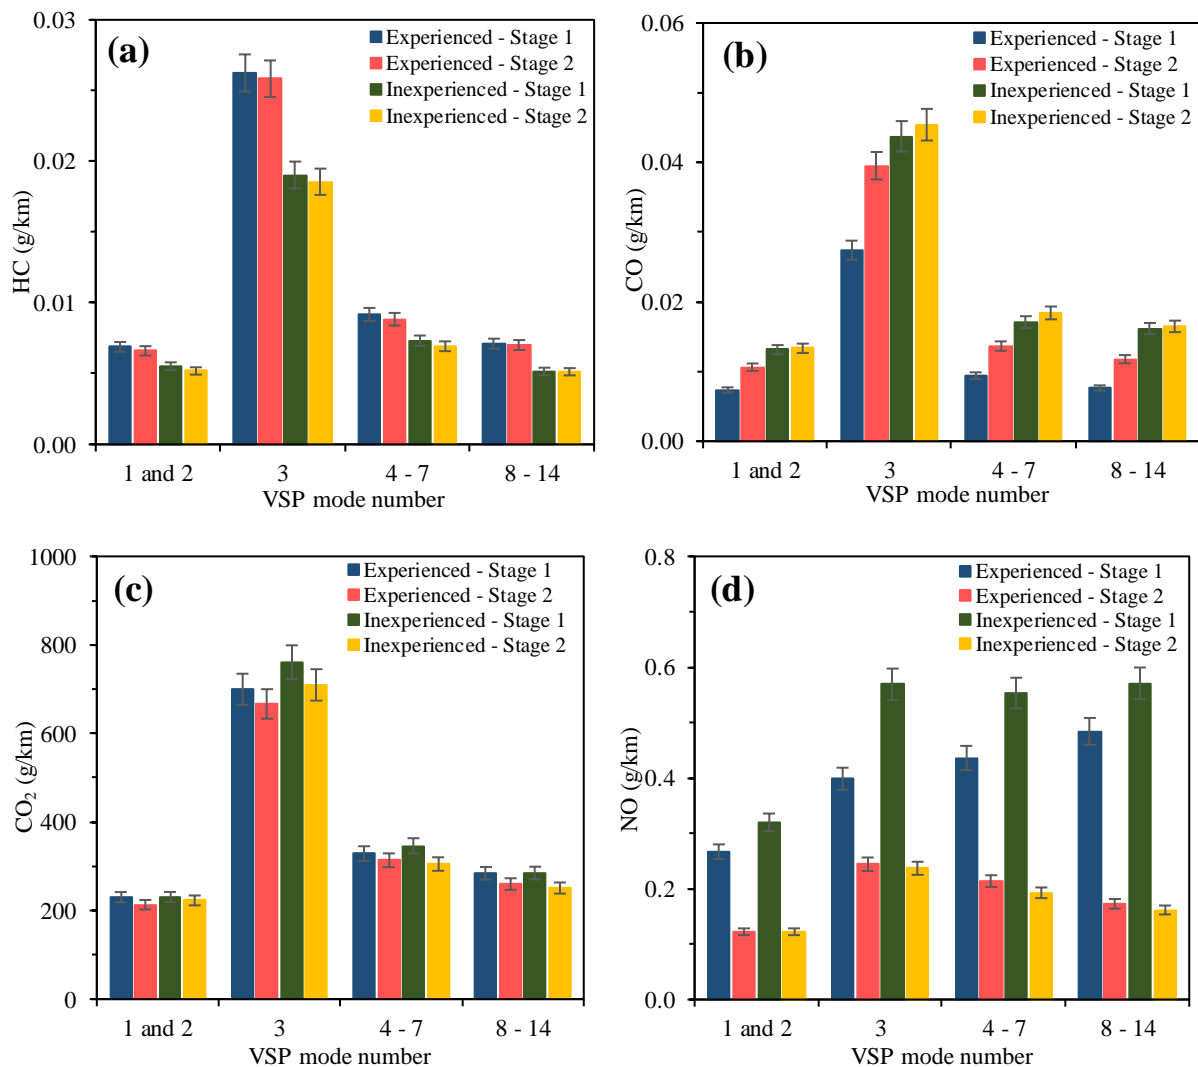 (a)
Experienced - Stage 1
Experienced - Stage 2
Inexperienced - Stage 1
Inexperienced - Stage 2
HC (g/km)
0.03
0.02
0.01
0.00
1 and 2
3
4 - 7
8 - 14
VSP mode number
(b)
Experienced - Stage 1
Experienced - Stage 2
Inexperienced - Stage 1
Inexperienced - Stage 2
CO (g/km)
0.06
0.04
0.02
0.00
1 and 2
3
4 - 7
8 - 14
VSP mode number
(c)
Experienced - Stage 1
Experienced - Stage 2
Inexperienced - Stage 1
Inexperienced - Stage 2
CO₂ (g/km)
1000
800
600
400
200
0
1 and 2
3
4 - 7
8 - 14
VSP mode number
(d)
Experienced - Stage 1
Experienced - Stage 2
Inexperienced - Stage 1
Inexperienced - Stage 2
NO (g/km)
0.8
0.6
0.4
0.2
0.0
1 and 2
3
4 - 7
8 - 14
VSP mode number